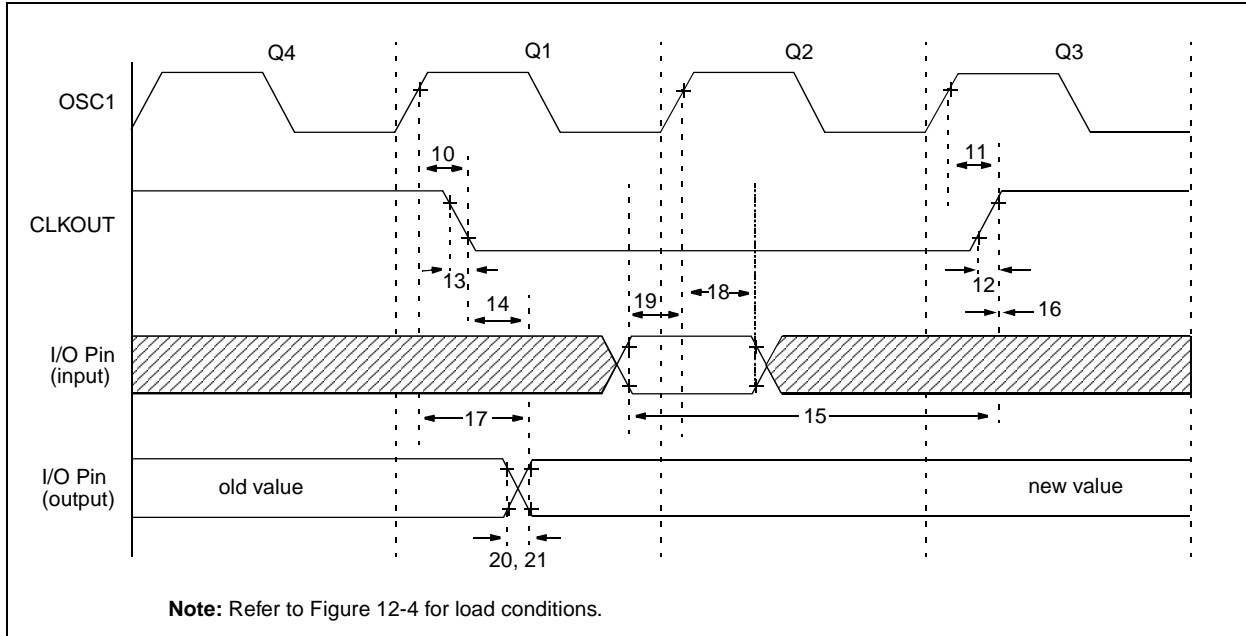 Q4 Q1 Q2 Q3
OSC1
10 11
CLKOUT
13 12
14 19 18 16
I/O Pin
(input)
17 15
I/O Pin
(output)
old value new value
20, 21
Note: Refer to Figure 12-4 for load conditions.